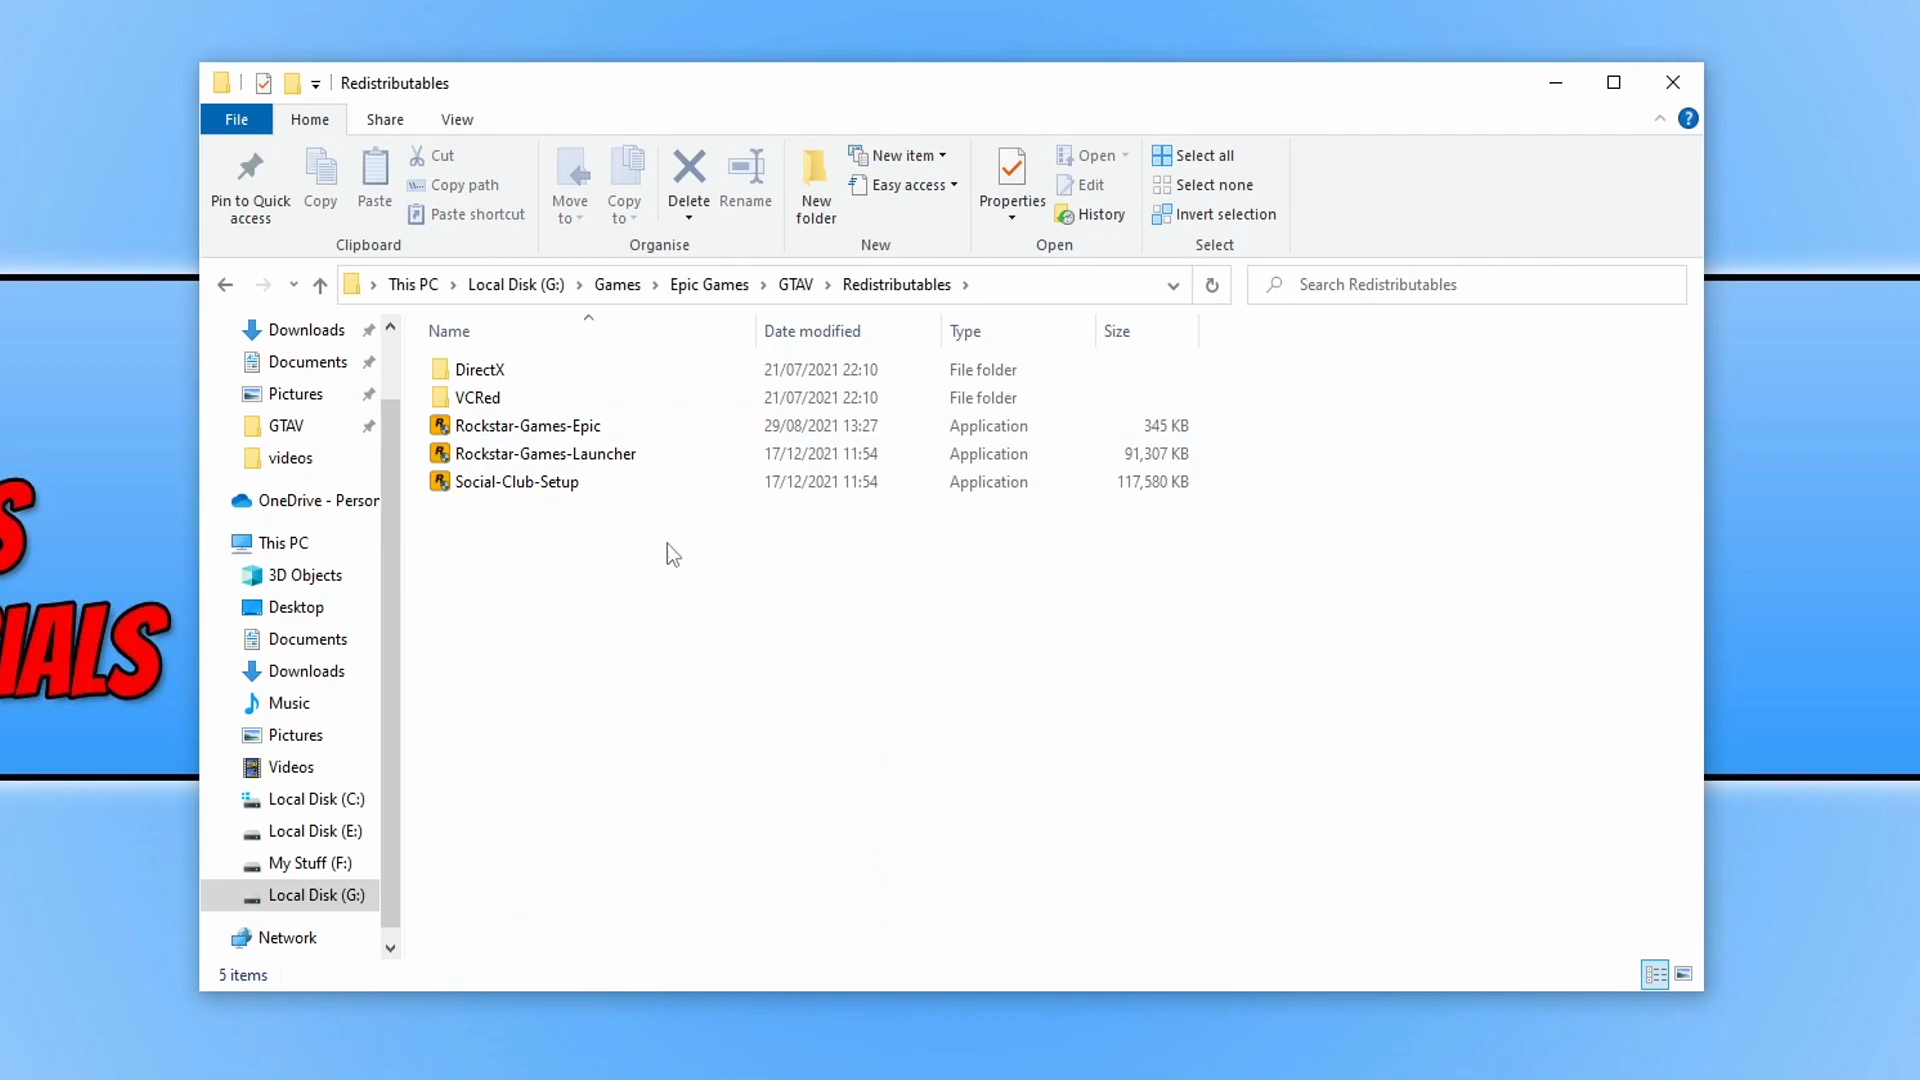 Redistributables
File Home Share View
Pin to Quick access
Copy
Paste
Cut
Copy path
Paste shortcut
Clipboard
Move to
Copy to
Delete
Rename
Organise
New folder
New item
Easy access
New
Properties
Open
Edit
History
Open
Select all
Select none
Invert selection
Select
This PC > Local Disk (G:) > Games > Epic Games > GTAV > Redistributables >
Search Redistributables
Downloads
Documents
Pictures
GTAV
videos
OneDrive - Person
This PC
3D Objects
Desktop
Documents
Downloads
Music
Pictures
Videos
Local Disk (C:)
Local Disk (E:)
My Stuff (F:)
Local Disk (G:)
Network
Name Date modified Type Size
DirectX 21/07/2021 22:10 File folder
VCRed 21/07/2021 22:10 File folder
Rockstar-Games-Epic 29/08/2021 13:27 Application 345 KB
Rockstar-Games-Launcher 17/12/2021 11:54 Application 91,307 KB
Social-Club-Setup 17/12/2021 11:54 Application 117,580 KB
5 items
S
IALS